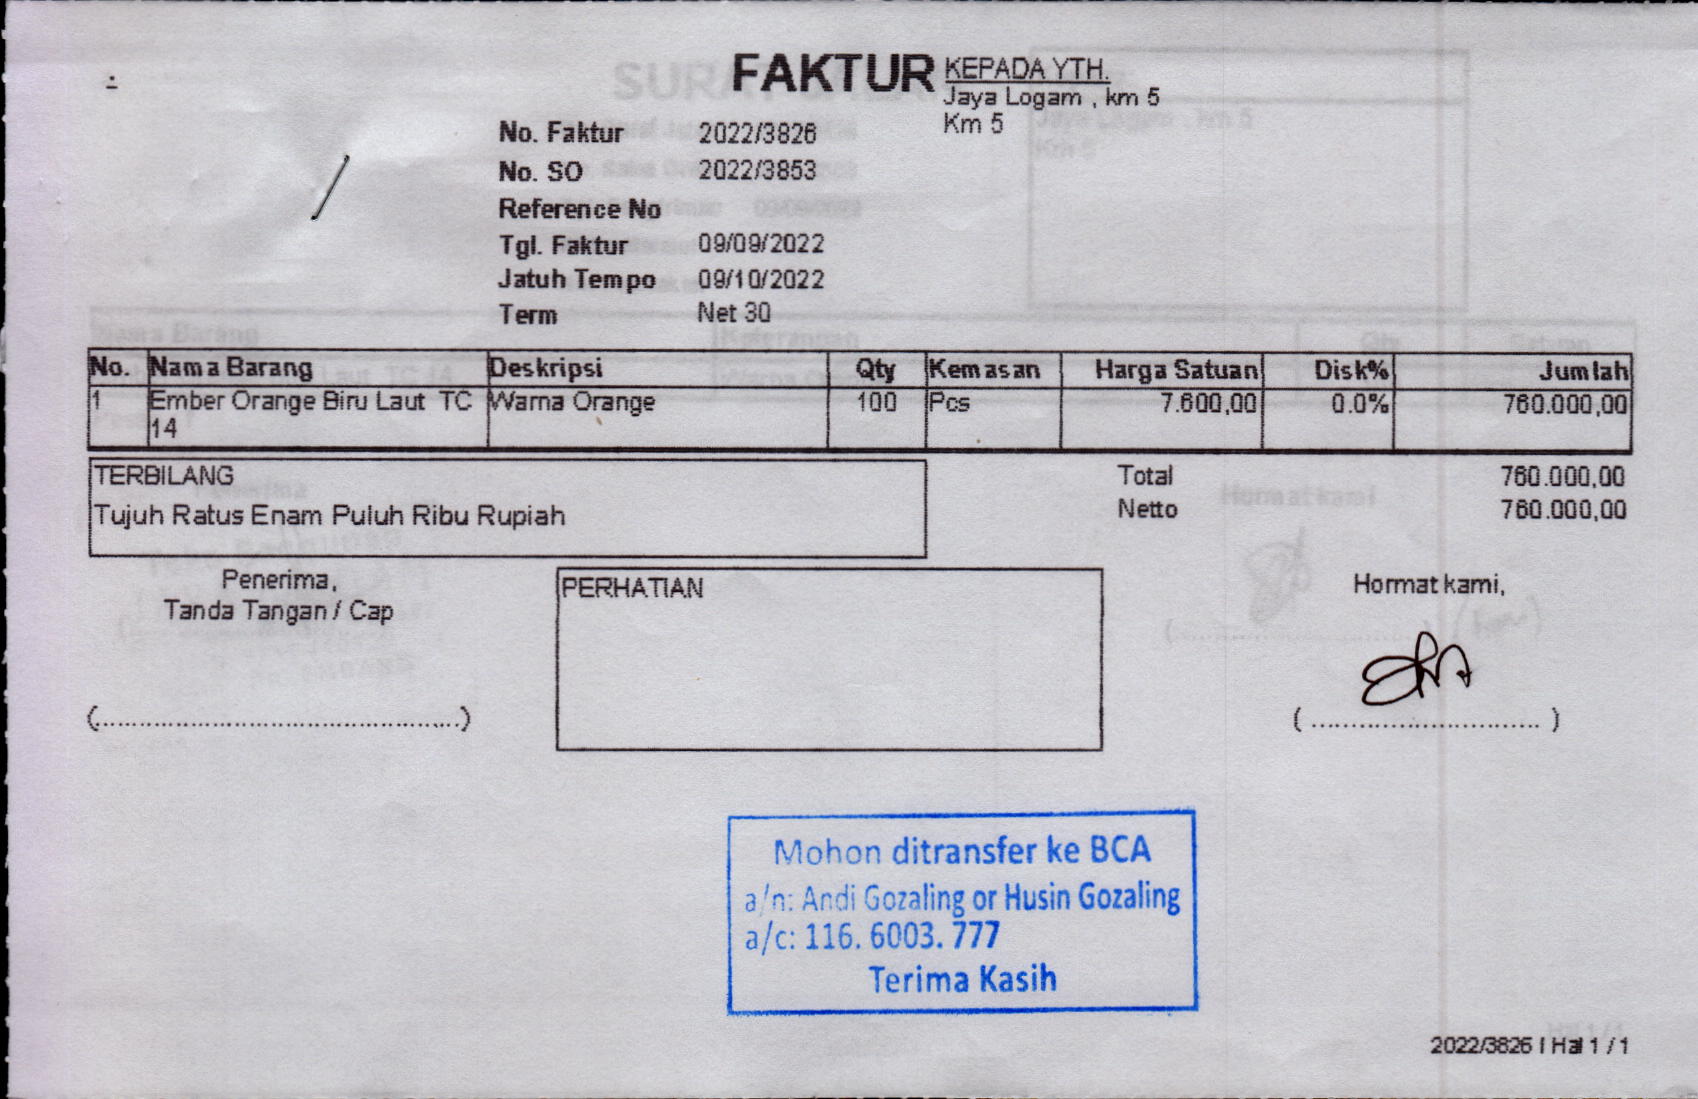 FAKTUR
KEPADA YTH.
Jaya Logam , km 5
Km 5
No. Faktur 2022/3826
No. SO 2022/3853
Reference No
Tgl. Faktur 09/09/2022
Jatuh Tempo 09/10/2022
Term Net 30
No. Nama Barang Deskripsi Qty Kemasan Harga Satuan Disk% Jumlah
1 Ember Orange Biru Laut TC Warna Orange 100 Pcs 7.600,00 0.0% 760.000,00
14
TERBILANG
Tujuh Ratus Enam Puluh Ribu Rupiah
Total 760.000,00
Netto 760.000,00
Penerima,
Tanda Tangan / Cap
(................................................)
PERHATIAN
Hormat kami,
( .............................. )
Mohon ditransfer ke BCA
a/n: Andi Gozaling or Husin Gozaling
a/c: 116. 6003. 777
Terima Kasih
2022/3826 | Hal 1 / 1